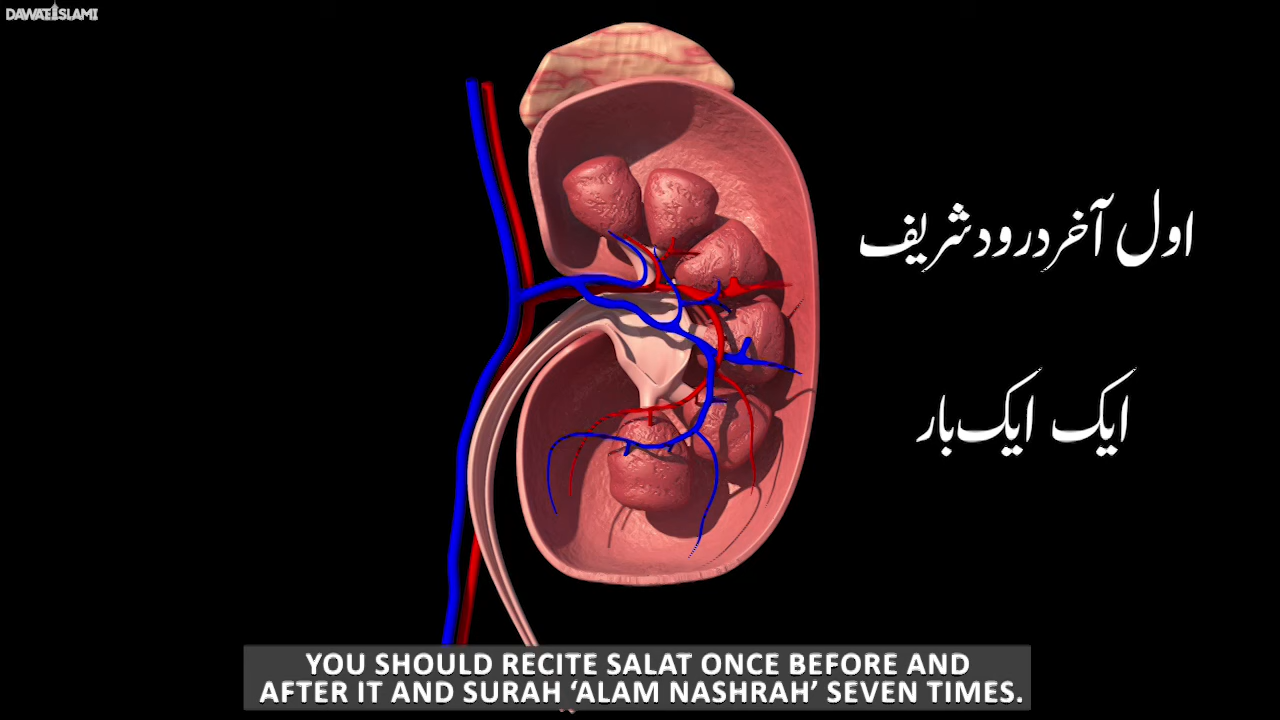 DAWATEISLAMI
اول آخر درود شریف
ایک ایک بار
YOU SHOULD RECITE SALAT ONCE BEFORE AND
AFTER IT AND SURAH ‘ALAM NASHRAH’ SEVEN TIMES.